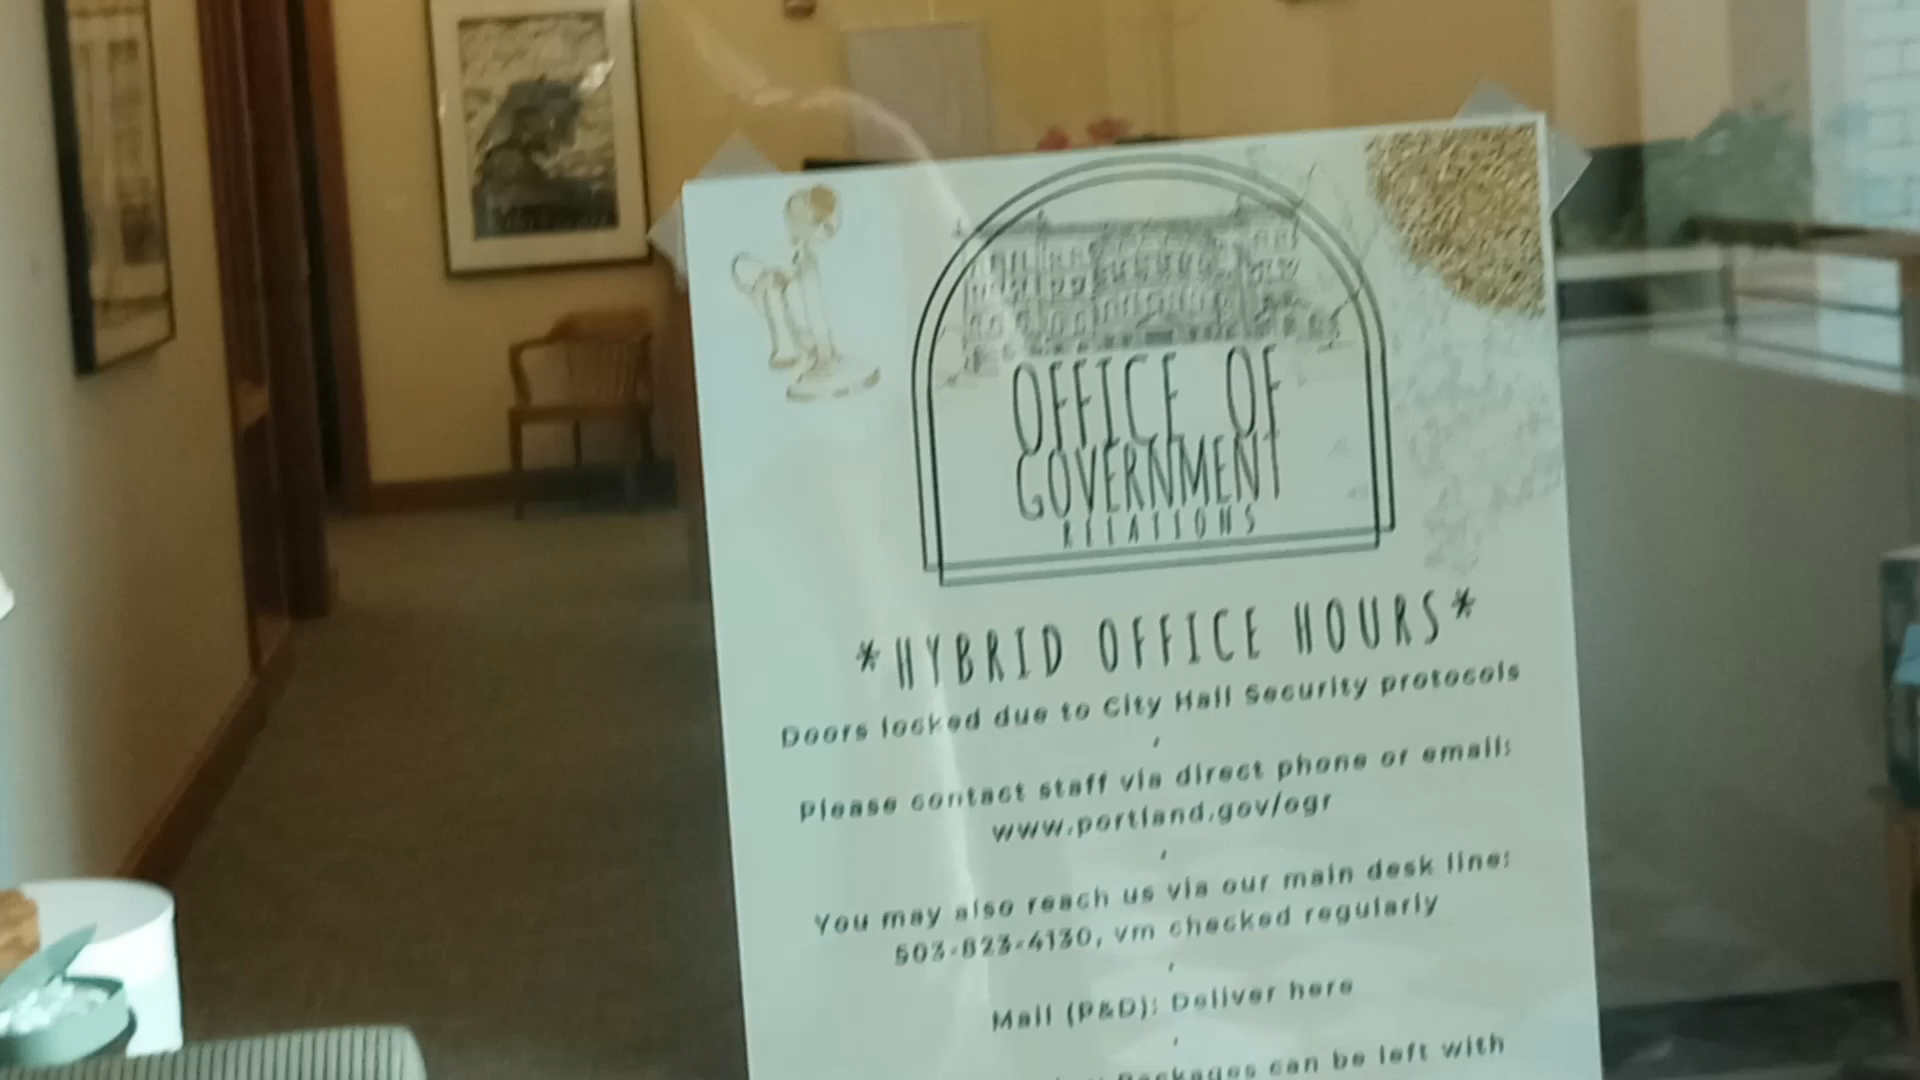 OFFICE OF
GOVERNMENT
RELATIONS
*HYBRID OFFICE HOURS*
Doors locked due to City Hall Security protocols
Please contact staff via direct phone or email:
www.portland.gov/ogr
You may also reach us via our main desk line:
503-823-4130, vm checked regularly
Mail (P&D): Deliver here
Packages can be left with